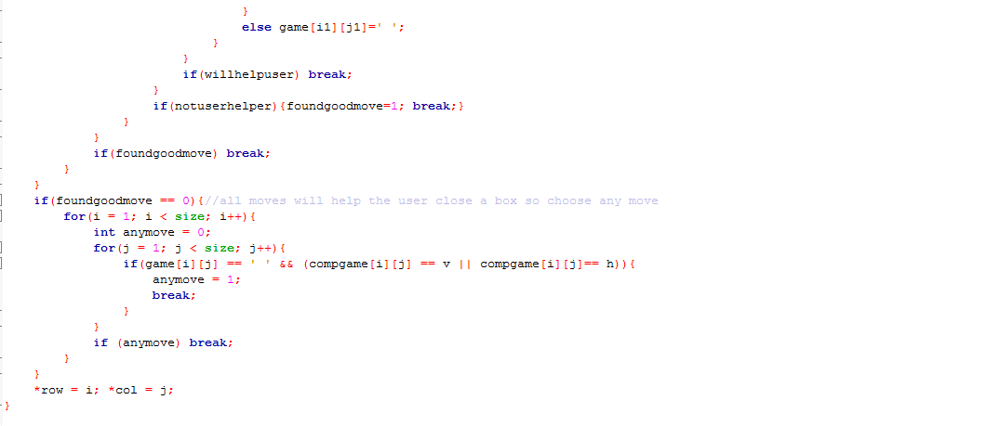 }
                                else game[i1][j1]=' ';
                            }
                        }
                        if(willhelpuser) break;
                    }
                    if(notuserhelper){foundgoodmove=1; break;}
                }
            }
            if(foundgoodmove) break;
        }
    }
    if(foundgoodmove == 0){//all moves will help the user close a box so choose any move
        for(i = 1; i < size; i++){
            int anymove = 0;
            for(j = 1; j < size; j++){
                if(game[i][j] == ' ' && (compgame[i][j] == v || compgame[i][j]== h)){
                    anymove = 1;
                    break;
                }
            }
            if (anymove) break;
        }
    }
    *row = i; *col = j;
}